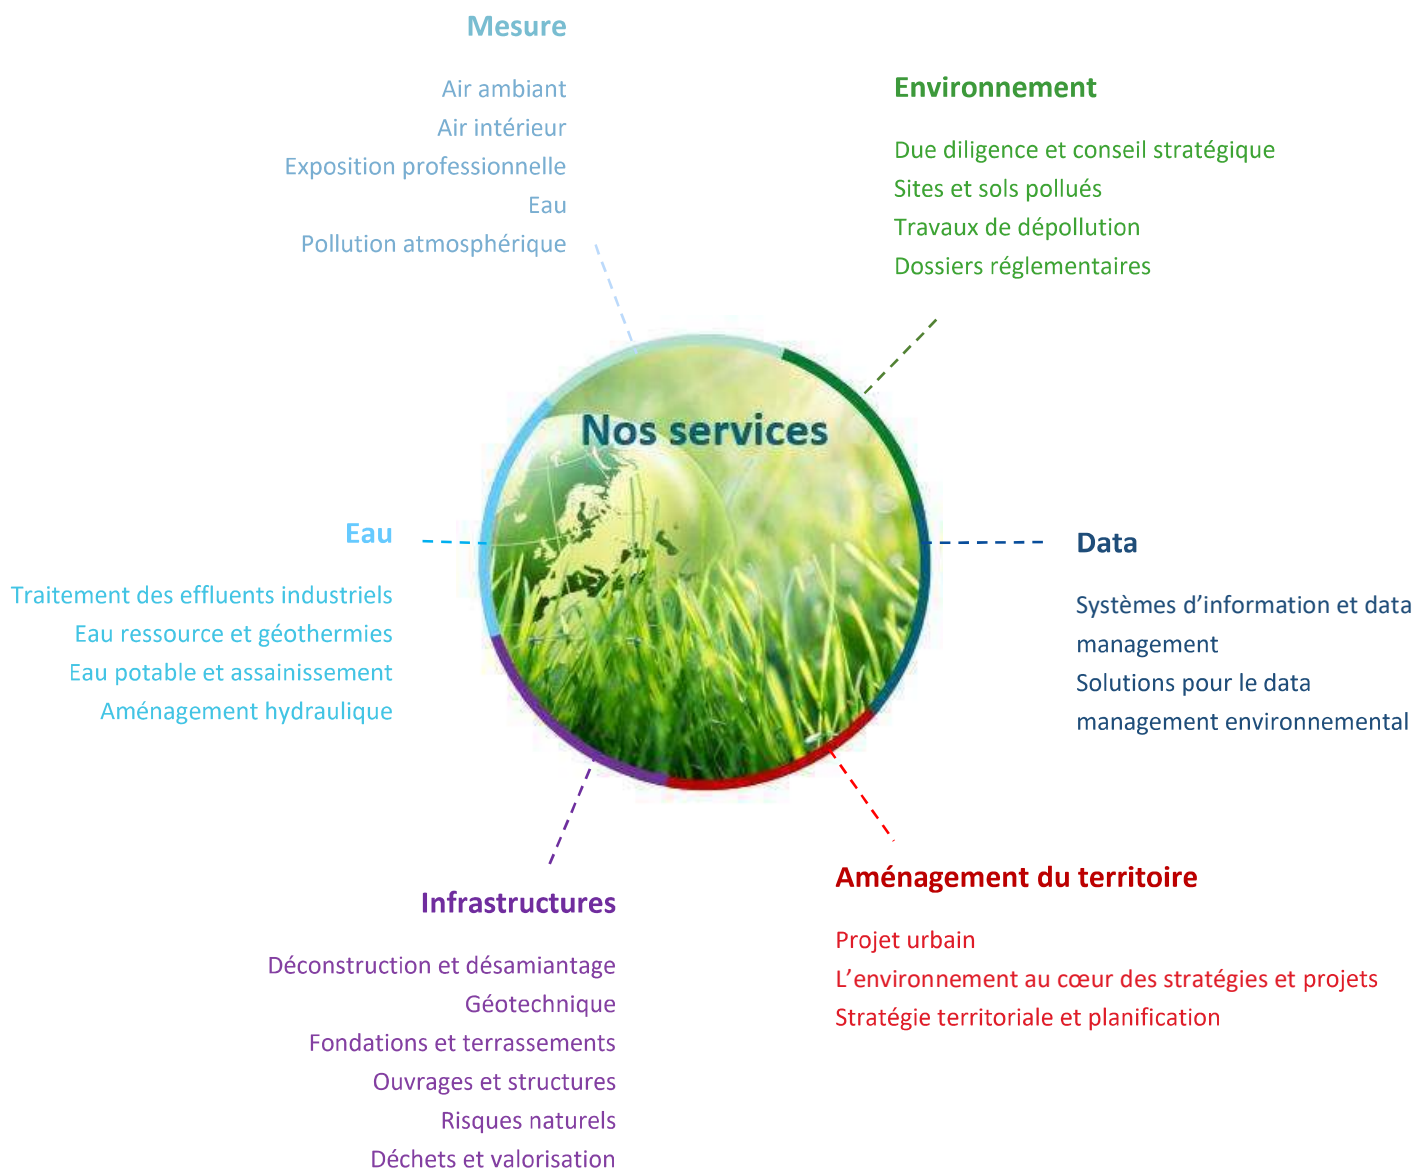 Mesure
Air ambiant
Air intérieur
Exposition professionnelle
Eau
Pollution atmosphérique
Environnement
Due diligence et conseil stratégique
Sites et sols pollués
Travaux de dépollution
Dossiers réglementaires
Nos services
Eau
Traitement des effluents industriels
Eau ressource et géothermies
Eau potable et assainissement
Aménagement hydraulique
Data
Systèmes d’information et data
management
Solutions pour le data
management environnemental
Infrastructures
Déconstruction et désamiantage
Géotechnique
Fondations et terrassements
Ouvrages et structures
Risques naturels
Déchets et valorisation
Aménagement du territoire
Projet urbain
L’environnement au cœur des stratégies et projets
Stratégie territoriale et planification